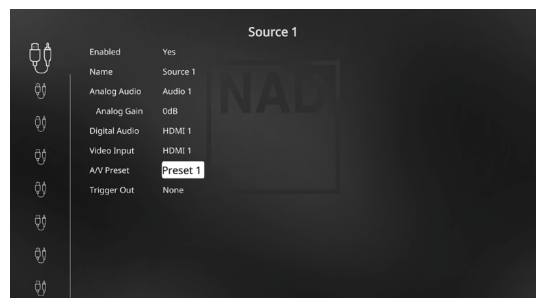 Source 1
Enabled Yes
Name Source 1
Analog Audio Audio 1
Analog Gain 0dB
Digital Audio HDMI 1
Video Input HDMI 1
A/V Preset Preset 1
Trigger Out None
NAD